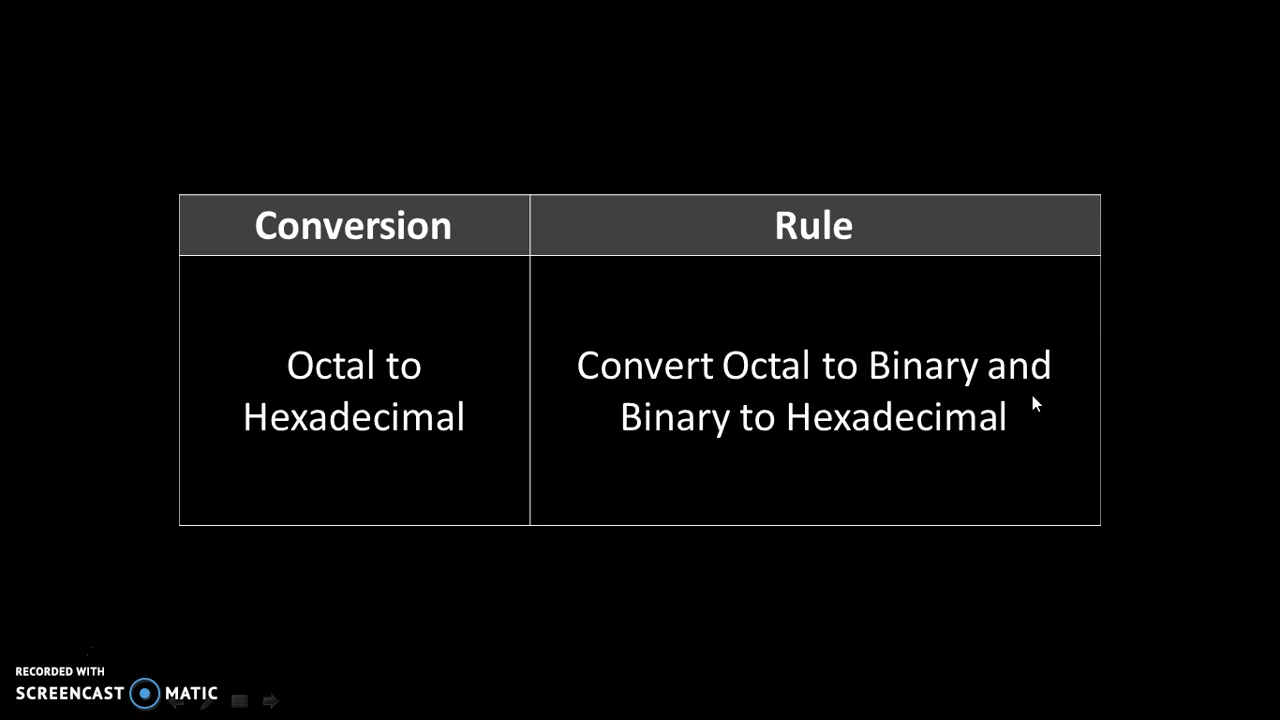 Conversion
Rule
Octal to
Hexadecimal
Convert Octal to Binary and
Binary to Hexadecimal
RECORDED WITH
SCREENCAST MATIC